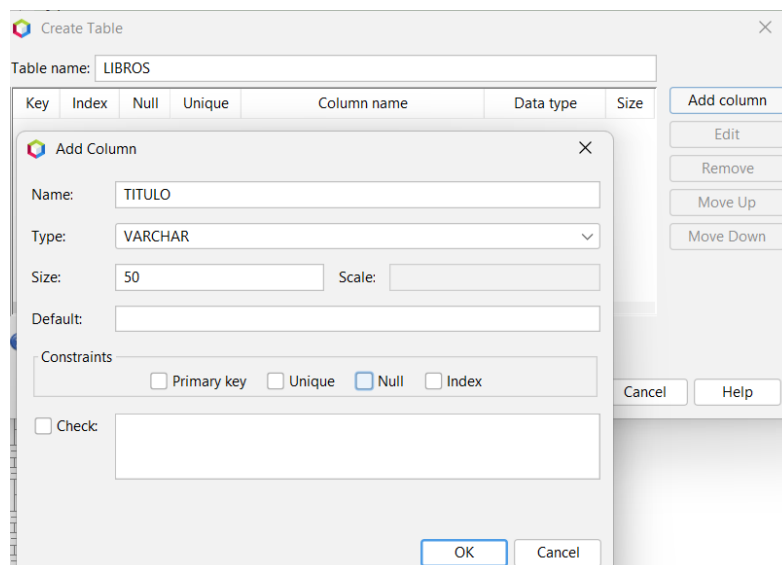 Create Table
Table name: LIBROS
Key Index Null Unique Column name Data type Size
Add column
Edit
Remove
Move Up
Move Down
Add Column
Name: TITULO
Type: VARCHAR
Size: 50 Scale:
Default:
Constraints
Primary key Unique Null Index
Check:
OK Cancel
Cancel Help